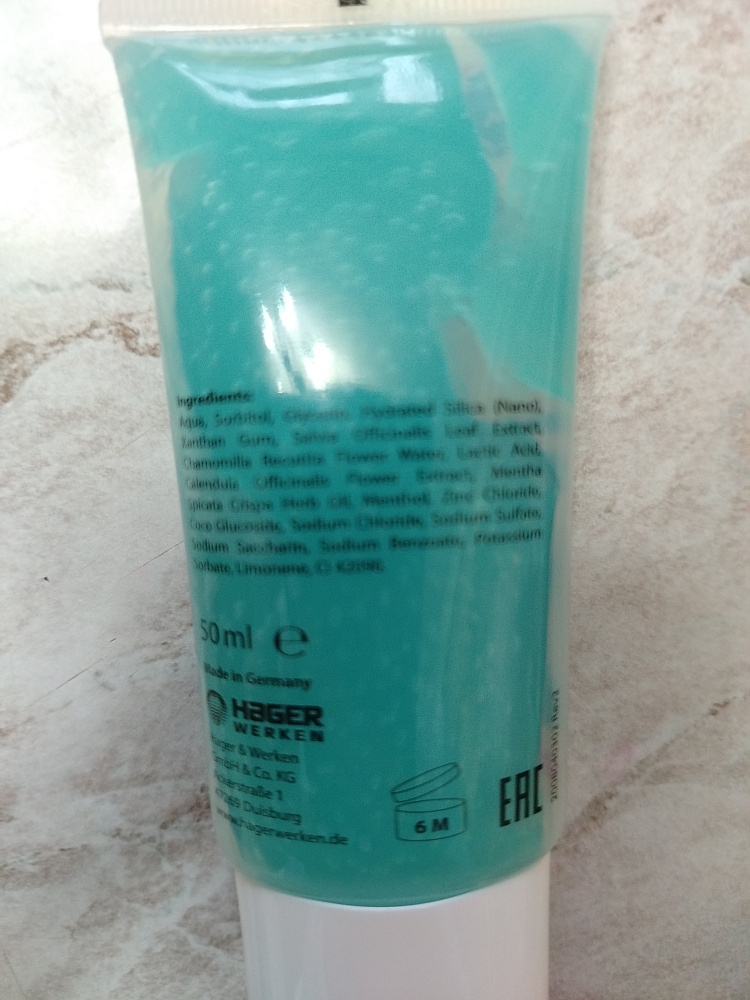 Ingredients:
Aqua, Sorbitol, Glycerin, Hydrated Silica (Nano),
Xanthan Gum, Salvia Officinalis Leaf Extract,
Chamomilla Recutita Flower Water, Lactic Acid,
Calendula Officinalis Flower Extract, Mentha
Spicata Crispa Herb Oil, Menthol, Zinc Chloride,
Coco Glucoside, Sodium Chloride, Sodium Sulfate,
Sodium Saccharin, Sodium Benzoate, Potassium
Sorbate, Limonene, CI
50 ml e
Made in Germany
HAGER
WERKEN
Hager & Werken
GmbH & Co. KG
1
Duisburg
www.hagerwerken.de
6 M
EAC